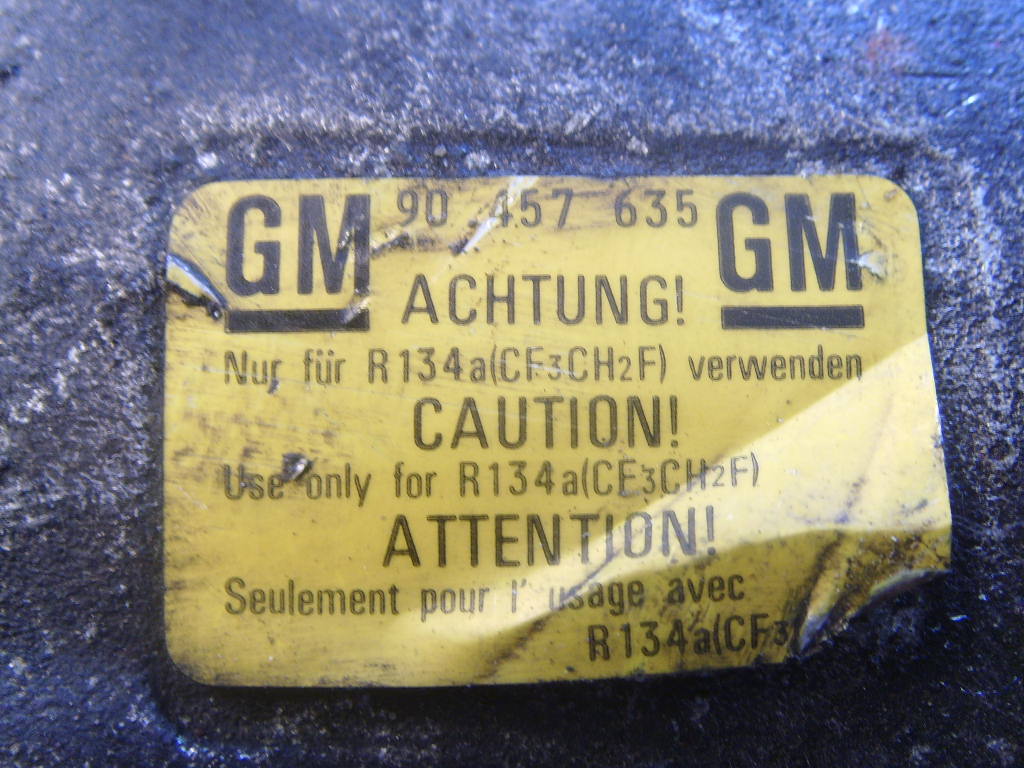 GM 90 457 635 GM
ACHTUNG!
Nur für R134a(CF3CH2F) verwenden
CAUTION!
Use only for R134a(CF3CH2F)
ATTENTION!
Seulement pour l' usage avec
R134a(CF3